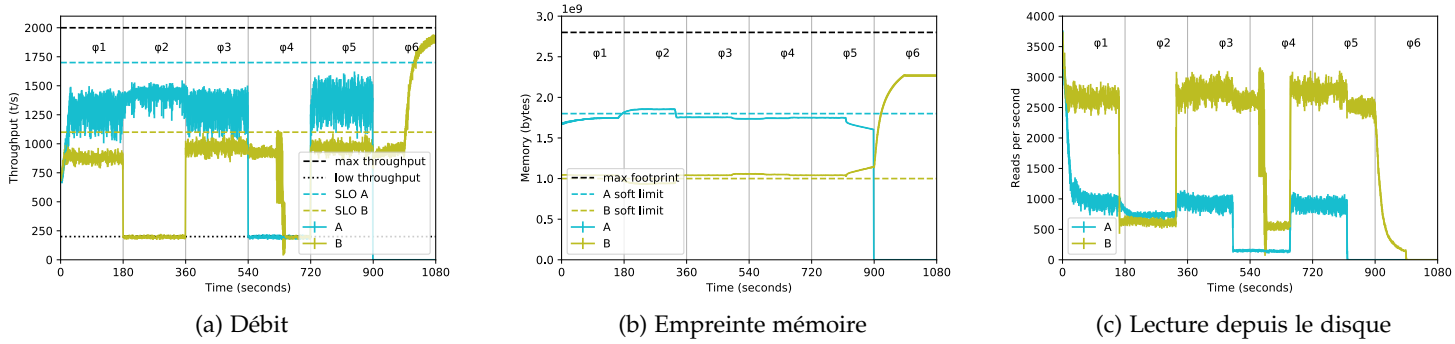 2000
1750
1500
1250
1000
750
500
250
0
Throughput (t/s)
φ1 φ2 φ3 φ4 φ5 φ6
max throughput
low throughput
SLO A
SLO B
A
B
0 180 360 540 720 900 1080
Time (seconds)
(a) Débit
1e9
3.0
2.5
2.0
1.5
1.0
0.5
0.0
Memory (bytes)
φ1 φ2 φ3 φ4 φ5 φ6
max footprint
A soft limit
B soft limit
A
B
0 180 360 540 720 900 1080
Time (seconds)
(b) Empreinte mémoire
4000
3500
3000
2500
2000
1500
1000
500
0
Reads per second
φ1 φ2 φ3 φ4 φ5 φ6
A
B
0 180 360 540 720 900 1080
Time (seconds)
(c) Lecture depuis le disque